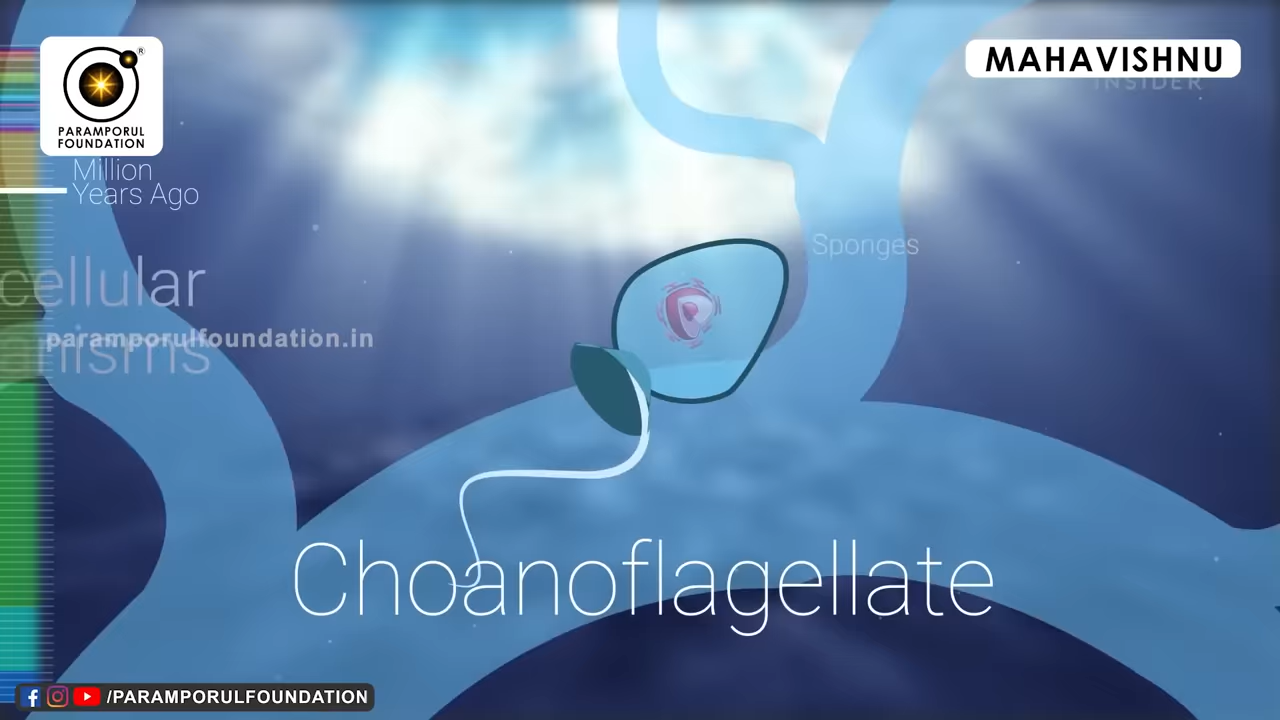 PARAMPORUL
FOUNDATION
®
MAHAVISHNU
INSIDER
Million
Years Ago
Sponges
cellular
anisms
paramporulfoundation.in
Choanoflagellate
/PARAMPORULFOUNDATION